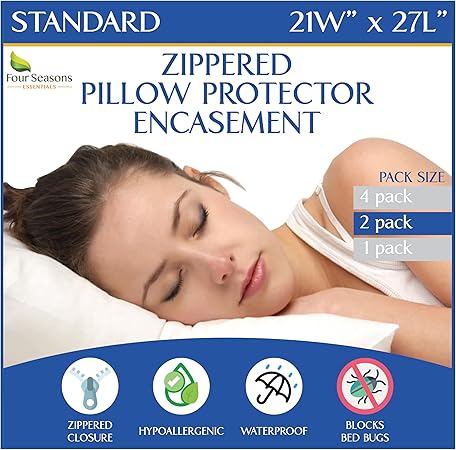 STANDARD 21W” x 27L”
Four Seasons
ESSENTIALS
ZIPPERED
PILLOW PROTECTOR
ENCASEMENT
PACK SIZE
4 pack
2 pack
1 pack
ZIPPERED
CLOSURE
HYPOALLERGENIC
WATERPROOF
BLOCKS
BED BUGS